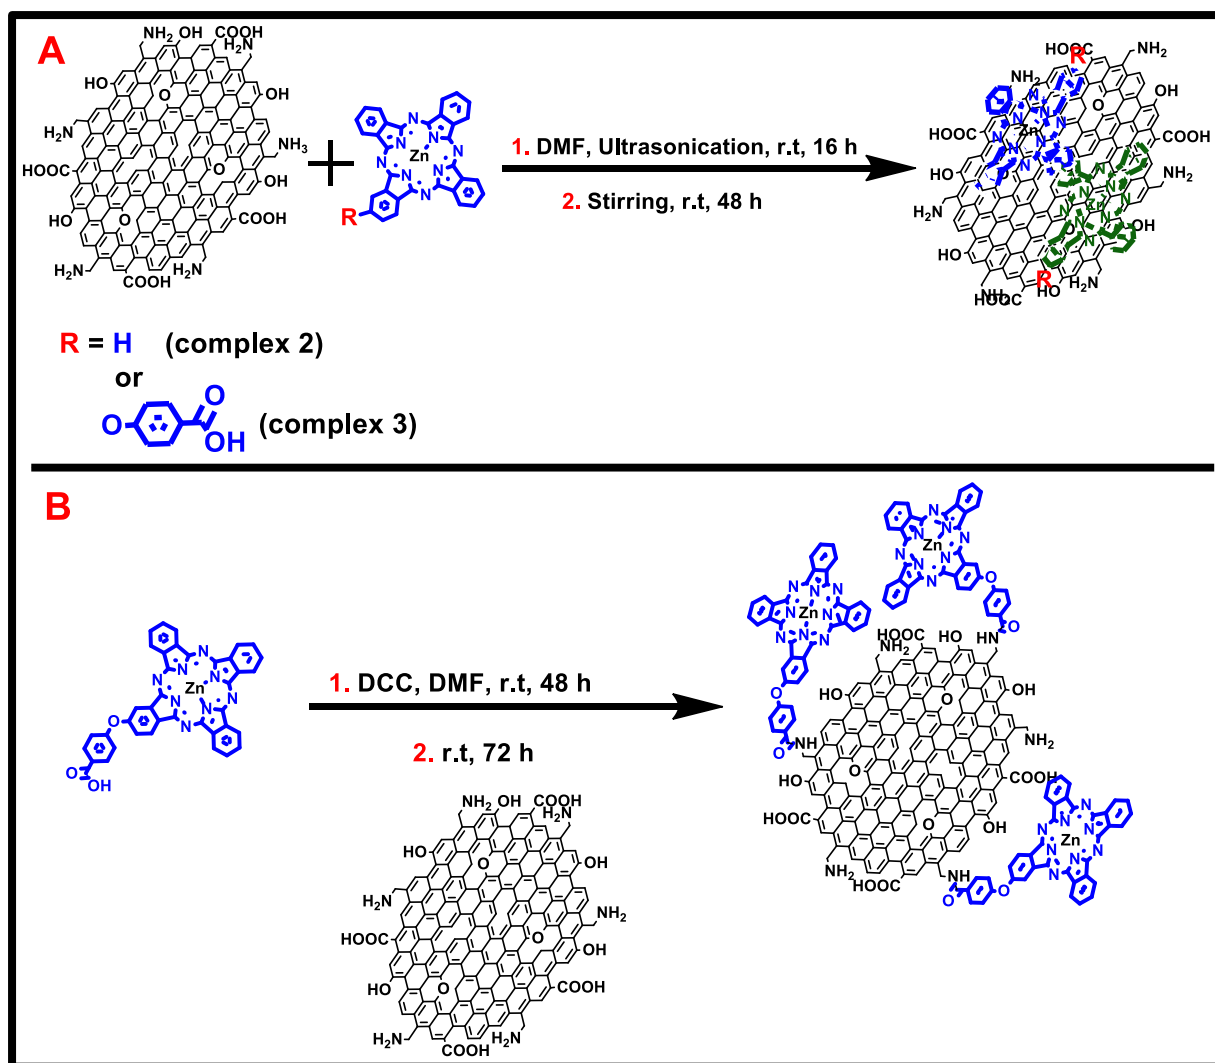 A
NH2 OH COOH
H2N
HO
O
OH
H2N
NH3
HOOC
O
OH
HO
O
COOH
H2N
H2N
COOH
N N
N N
Zn
N N
N N
R
1. DMF, Ultrasonication, r.t, 16 h
2. Stirring, r.t, 48 h
HOOC R NH2
NH2
O
OH
Zn
HOOC
COOH
HO
NH2
H2N
Zr
HO
OH
R
NH2
H2N
HOOC
HO
R = H (complex 2)
or
O
O
OH
(complex 3)
B
N N
N N
Zn
N N
N N
O
O
OH
1. DCC, DMF, r.t, 48 h
2. r.t, 72 h
NH2 OH COOH
H2N
HO
O
OH
H2N
NH2
HOOC
O
OH
HO
O
COOH
H2N
H2N
COOH
Zn
O
O
NH
Zn
O
O
NH
HOOC
NH2
HO
HO
O
OH
NH2
HO
O
COOH
HOOC
O
OH
NH2
HOOC
NH
O
O
Zn